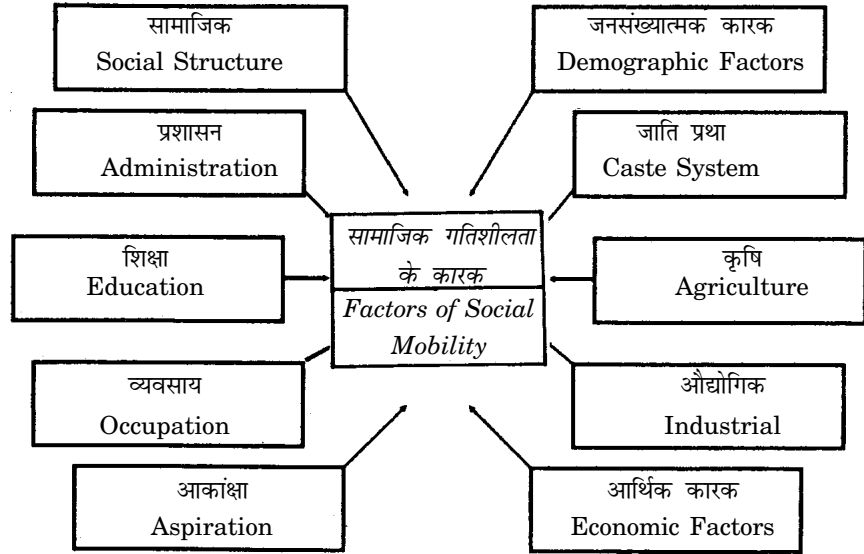 सामाजिक
Social Structure
जनसंख्यात्मक कारक
Demographic Factors
प्रशासन
Administration
जाति प्रथा
Caste System
सामाजिक गतिशीलता
के कारक
Factors of Social
Mobility
शिक्षा
Education
कृषि
Agriculture
व्यवसाय
Occupation
औद्योगिक
Industrial
आकांक्षा
Aspiration
आर्थिक कारक
Economic Factors